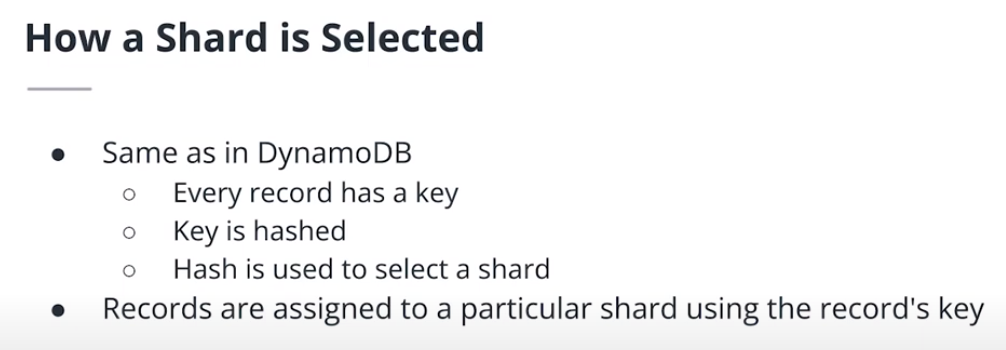 How a Shard is Selected
● Same as in DynamoDB
○ Every record has a key
○ Key is hashed
○ Hash is used to select a shard
● Records are assigned to a particular shard using the record's key